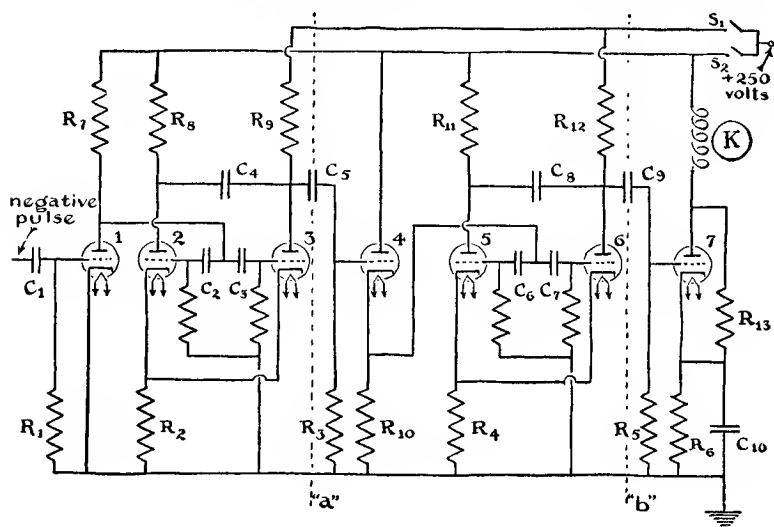 S₁
S₂
+250
volts
R₇
R₈
R₉
R₁₁
R₁₂
K
C₄
C₅
C₈
C₉
negative
pulse
1
2
3
4
5
6
7
C₁
C₂
C₃
C₆
C₇
R₁₃
R₁
R₂
R₃
R₁₀
R₄
R₅
R₆
C₁₀
"a"
"b"